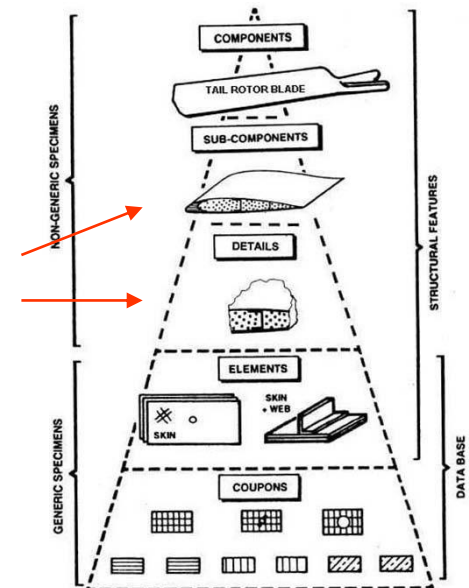 COMPONENTS
TAIL ROTOR BLADE
SUB-COMPONENTS
NON-GENERIC SPECIMENS
STRUCTURAL FEATURES
DETAILS
ELEMENTS
SKIN
SKIN
+ WEB
GENERIC SPECIMENS
DATA BASE
COUPONS